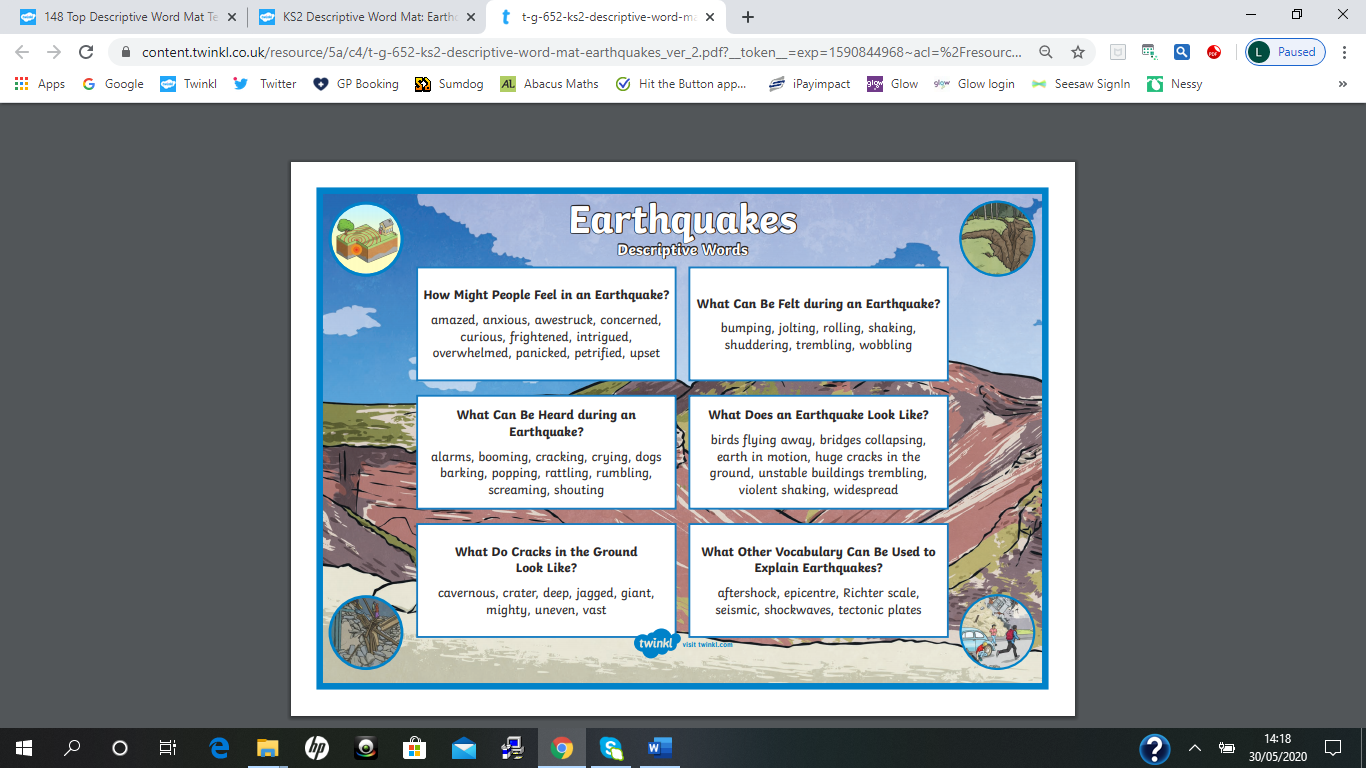 148 Top Descriptive Word Mat Te
KS2 Descriptive Word Mat: Earth
t-g-652-ks2-descriptive-word-ma
content.twinkl.co.uk/resource/5a/c4/t-g-652-ks2-descriptive-word-mat-earthquakes_ver_2.pdf?__token__=exp=1590844968~acl=%2Fresourc...
L Paused
Apps Google Twinkl Twitter GP Booking Sumdog AL Abacus Maths Hit the Button app... iPayimpact glow Glow glow Glow login Seesaw SignIn Nessy »
Earthquakes
Descriptive Words
How Might People Feel in an Earthquake?
amazed, anxious, awestruck, concerned,
curious, frightened, intrigued,
overwhelmed, panicked, petrified, upset
What Can Be Felt during an Earthquake?
bumping, jolting, rolling, shaking,
shuddering, trembling, wobbling
What Can Be Heard during an
Earthquake?
alarms, booming, cracking, crying, dogs
barking, popping, rattling, rumbling,
screaming, shouting
What Does an Earthquake Look Like?
birds flying away, bridges collapsing,
earth in motion, huge cracks in the
ground, unstable buildings trembling,
violent shaking, widespread
What Do Cracks in the Ground
Look Like?
cavernous, crater, deep, jagged, giant,
mighty, uneven, vast
What Other Vocabulary Can Be Used to
Explain Earthquakes?
aftershock, epicentre, Richter scale,
seismic, shockwaves, tectonic plates
twinkl visit twinkl.com
14:18
30/05/2020